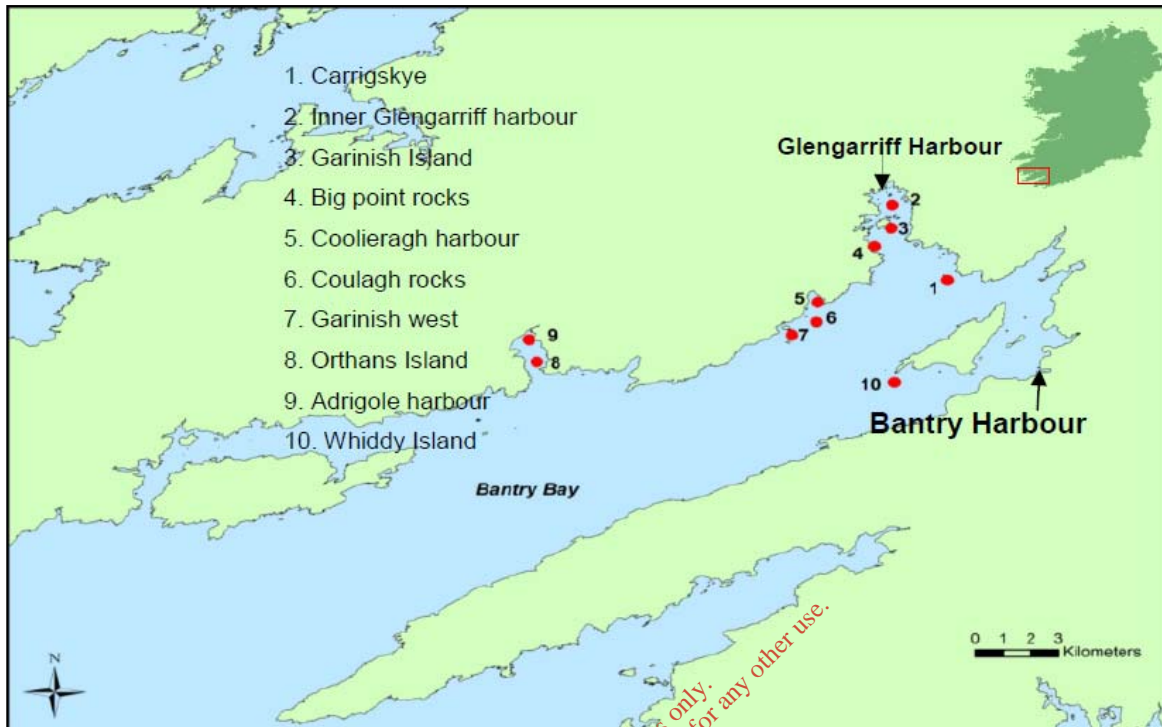 1. Carrigskye
2. Inner Glengarriff harbour
3. Garinish Island
4. Big point rocks
5. Coolieragh harbour
6. Coulagh rocks
7. Garinish west
8. Orthans Island
9. Adrigole harbour
10. Whiddy Island
Glengarriff Harbour
2
3
4
1
5
6
7
9
8
10
Bantry Harbour
Bantry Bay
only.
for any other use.
N
0 1 2 3
Kilometers